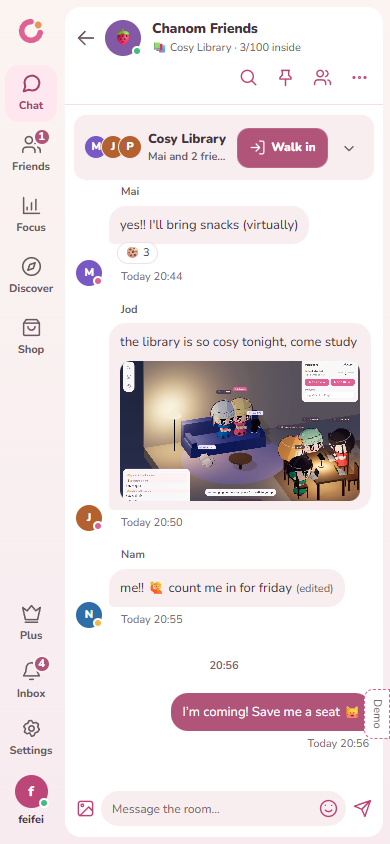 Chanom Friends
Cosy Library · 3/100 inside
Chat
1
Friends
Focus
Discover
Shop
M J P
Cosy Library
Mai and 2 frie...
Walk in
Mai
yes!! I'll bring snacks (virtually)
3
M
Today 20:44
Jod
the library is so cosy tonight, come study
J
Today 20:50
Nam
me!! count me in for friday (edited)
N
Today 20:55
20:56
I'm coming! Save me a seat
Demo
Today 20:56
Plus
4
Inbox
Settings
f
feifei
Message the room...